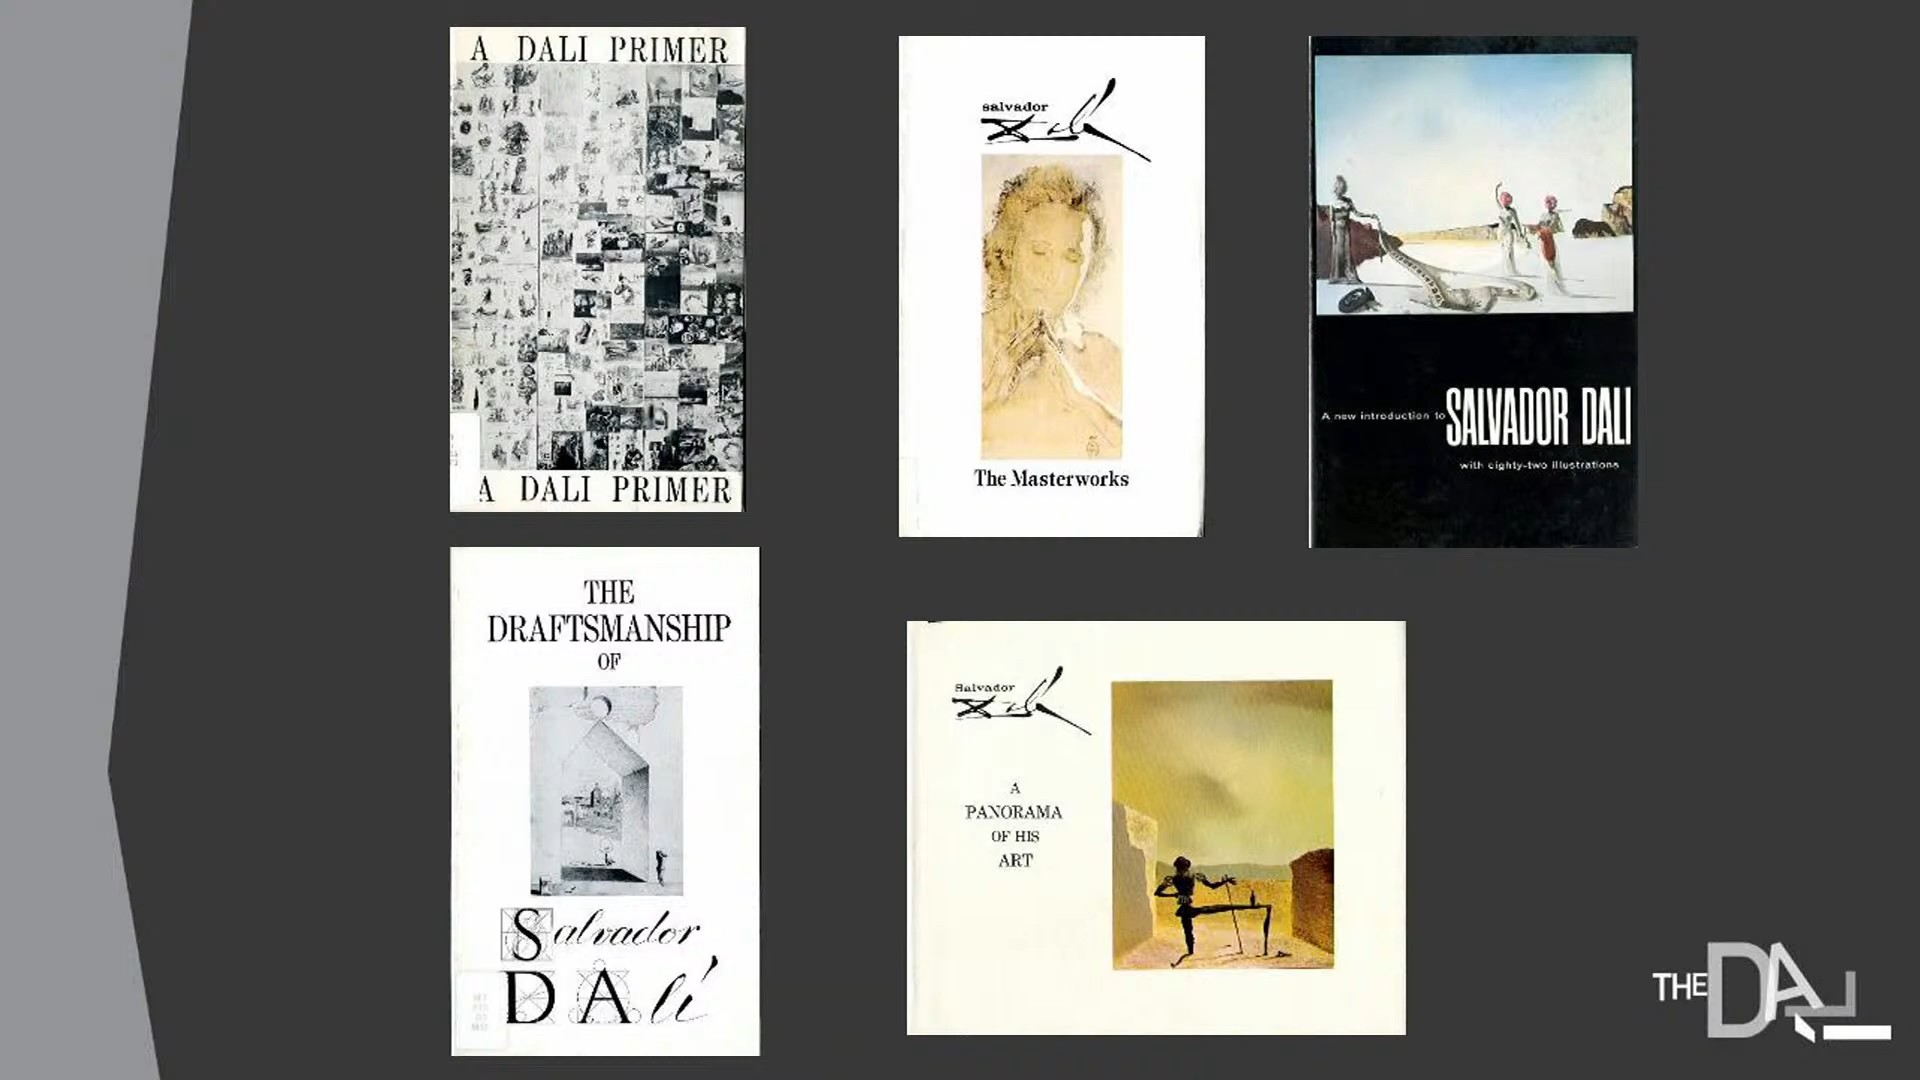 A DALI PRIMER
A DALI PRIMER
salvador
Dalí
The Masterworks
A new introduction to SALVADOR DALI
with eighty-two illustrations
THE
DRAFTSMANSHIP
OF
Salvador
DALí
Salvador
Dalí
A
PANORAMA
OF HIS
ART
THE DALÍ